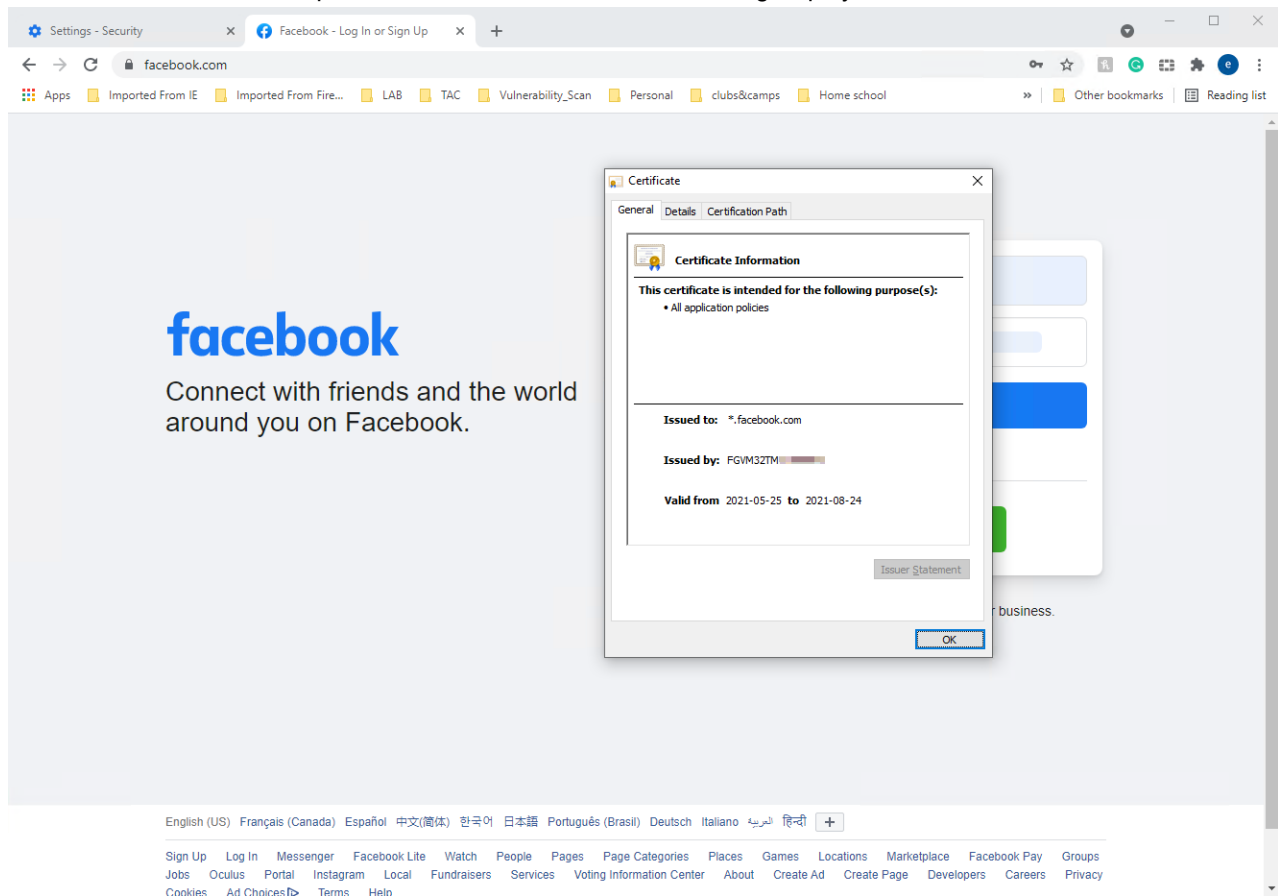 Settings - Security
Facebook - Log In or Sign Up
facebook.com
Apps Imported From IE Imported From Fire... LAB TAC Vulnerability_Scan Personal clubs&camps Home school » Other bookmarks Reading list
Certificate
General Details Certification Path
Certificate Information
This certificate is intended for the following purpose(s):
• All application policies
facebook
Connect with friends and the world
around you on Facebook.
Issued to: *.facebook.com
Issued by: FGVM32TM
Valid from 2021-05-25 to 2021-08-24
Issuer Statement
business.
OK
English (US) Français (Canada) Español 中文(简体) 한국어 日本語 Português (Brasil) Deutsch Italiano العربية हिन्दी +
Sign Up Log In Messenger Facebook Lite Watch People Pages Page Categories Places Games Locations Marketplace Facebook Pay Groups
Jobs Oculus Portal Instagram Local Fundraisers Services Voting Information Center About Create Ad Create Page Developers Careers Privacy
Cookies Ad Choices Terms Help